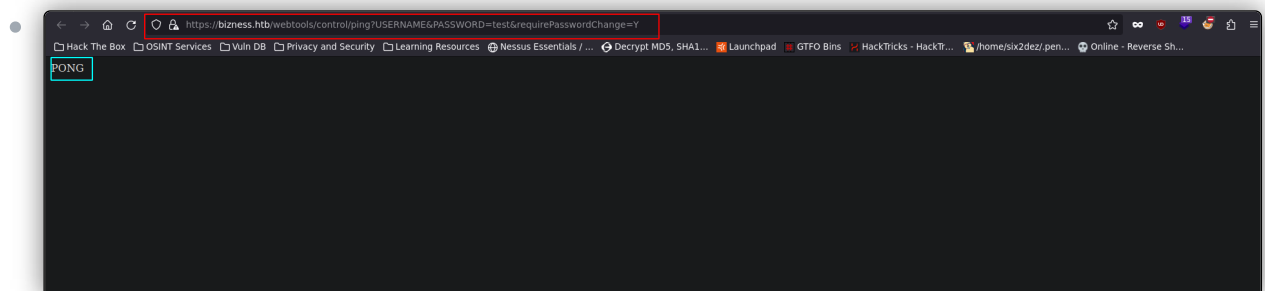 https://bizness.htb/webtools/control/ping?USERNAME&PASSWORD=test&requirePasswordChange=Y 15
Hack The Box OSINT Services Vuln DB Privacy and Security Learning Resources Nessus Essentials / ... Decrypt MD5, SHA1... Launchpad GTFO Bins HackTricks - HackTr... /home/six2dez/.pen... Online - Reverse Sh...
PONG